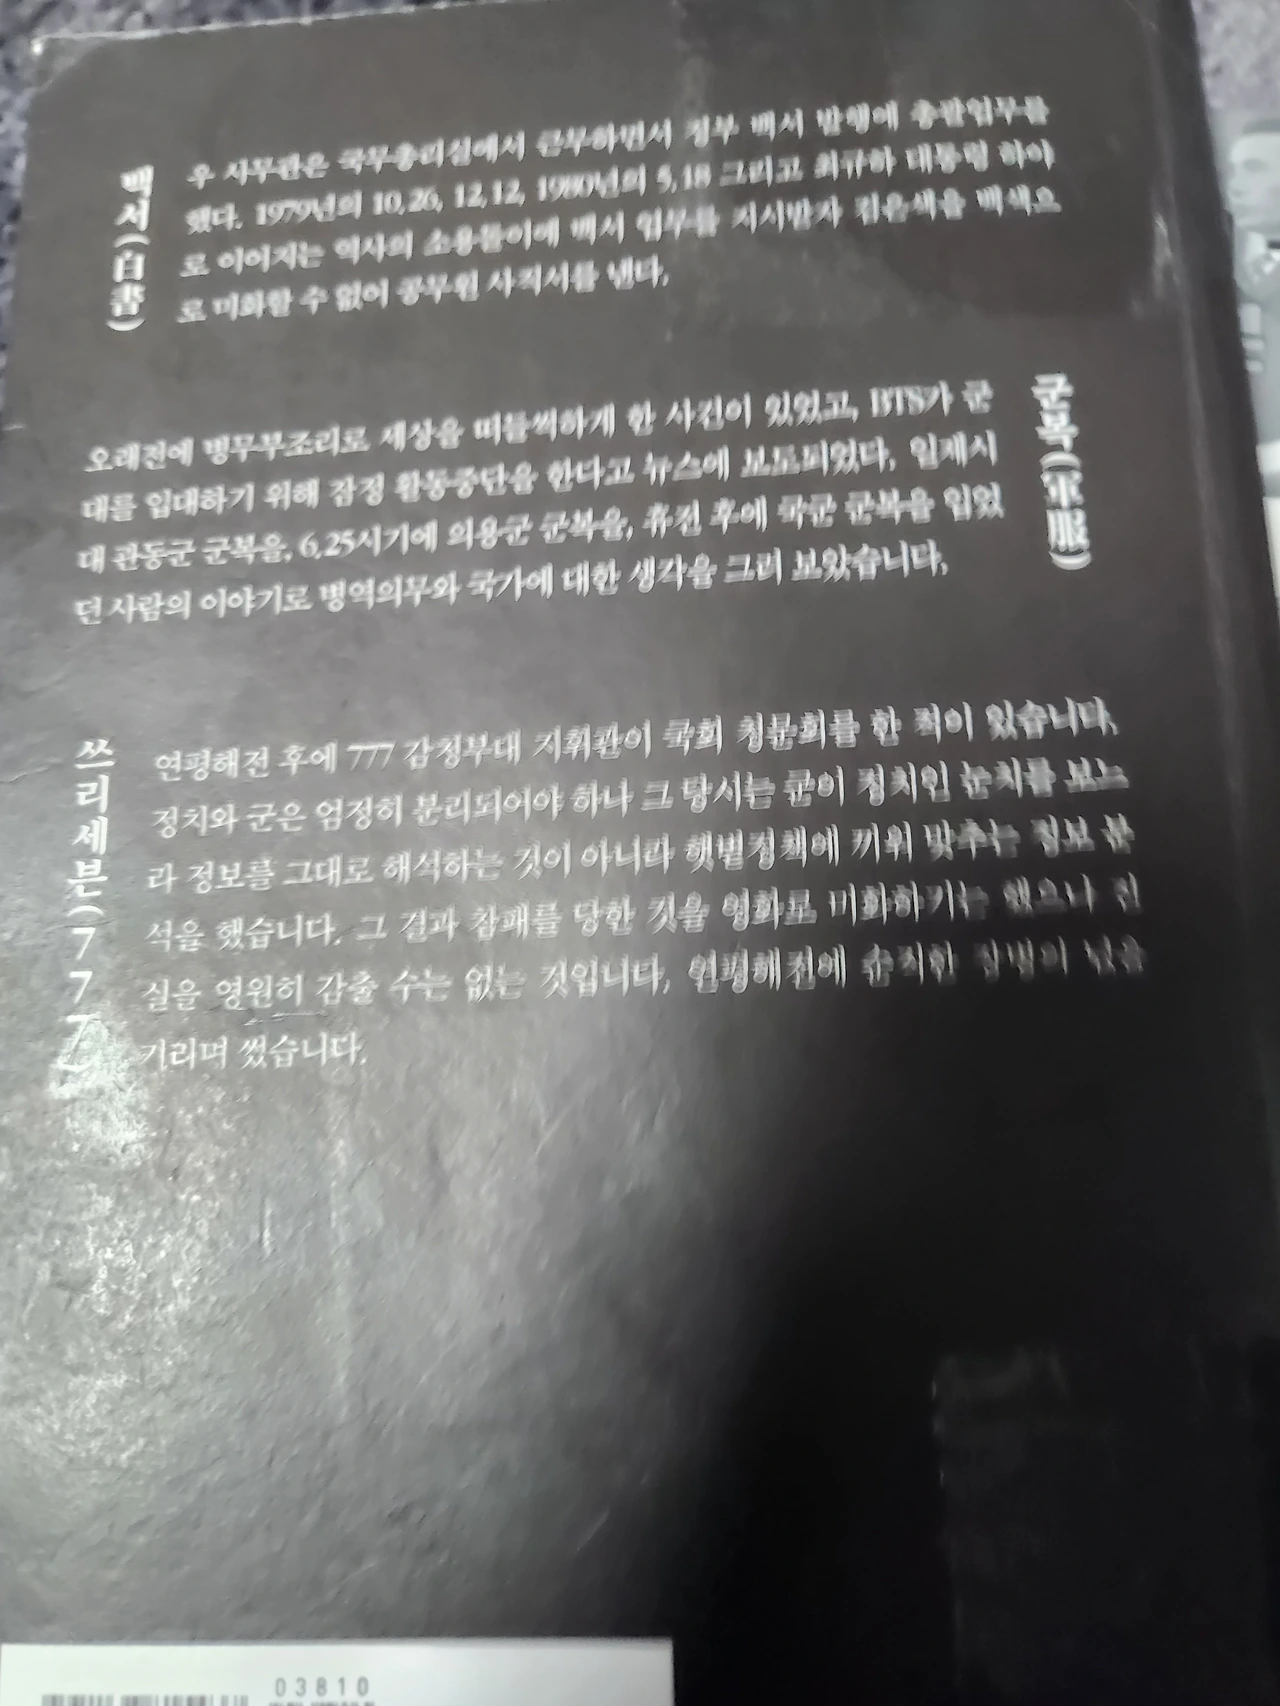 백서(白書)
우 사무관은 국무총리실에서 근무하면서 정부 백서 발행에 총괄업무를
했다. 1979년의 10.26, 12.12, 1980년의 5.18 그리고 최규하 대통령 하야
로 이어지는 역사의 소용돌이에 백서 업무를 지시받자 검은색을 백색으
로 미화할 수 없어 공무원 사직서를 낸다.
군복(軍服)
오래전에 병무부조리로 세상을 떠들썩하게 한 사건이 있었고, BTS가 군
대를 입대하기 위해 잠정 활동중단을 한다고 뉴스에 보도되었다. 일제시
대 관동군 군복을, 6.25시기에 의용군 군복을, 휴전 후에 국군 군복을 입었
던 사람의 이야기로 병역의무와 국가에 대한 생각을 그려 보았습니다.
쓰리세븐(777)
연평해전 후에 777 감청부대 지휘관이 국회 청문회를 한 적이 있습니다.
정치와 군은 엄정히 분리되어야 하나 그 당시는 군이 정치인 눈치를 보느
라 정보를 그대로 해석하는 것이 아니라 햇볕정책에 끼워 맞추는 정보 분
석을 했습니다. 그 결과 참패를 당한 것을 영화로 미화하기는 했으나 진
실을 영원히 감출 수는 없는 것입니다. 연평해전에 순직한 장병의 넋을
기리며 썼습니다.
03810